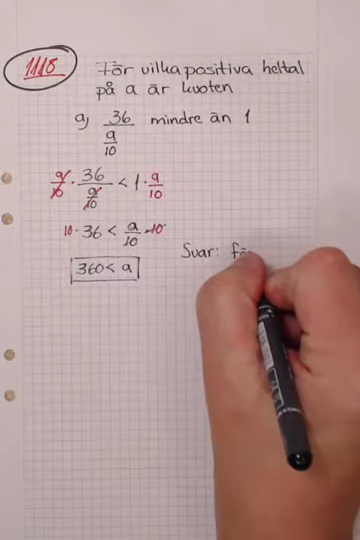 1118 För vilka positiva heltal
på a är kvoten
a) 36/(a/10) mindre än 1
a/10 · 36/(a/10) < 1 · a/10
10 · 36 < a/10 · 10
360 < a
Svar: för